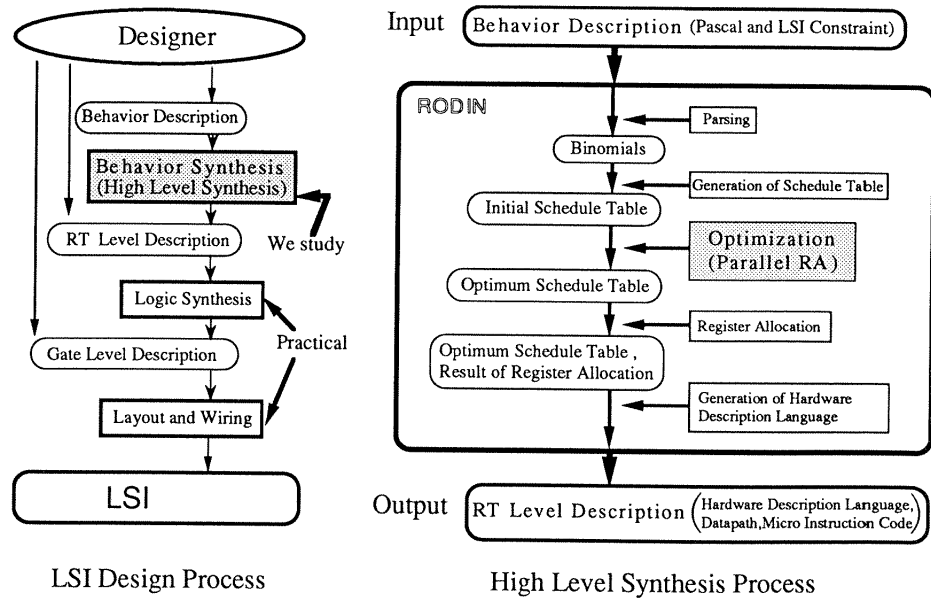 Designer
Behavior Description
Behavior Synthesis
(High Level Synthesis)
We study
RT Level Description
Logic Synthesis
Practical
Gate Level Description
Layout and Wiring
LSI
LSI Design Process
Input
Behavior Description (Pascal and LSI Constraint)
RODIN
Parsing
Binomials
Generation of Schedule Table
Initial Schedule Table
Optimization
(Parallel RA)
Optimum Schedule Table
Register Allocation
Optimum Schedule Table ,
Result of Register Allocation
Generation of Hardware
Description Language
Output
RT Level Description (Hardware Description Language,
Datapath,Micro Instruction Code)
High Level Synthesis Process